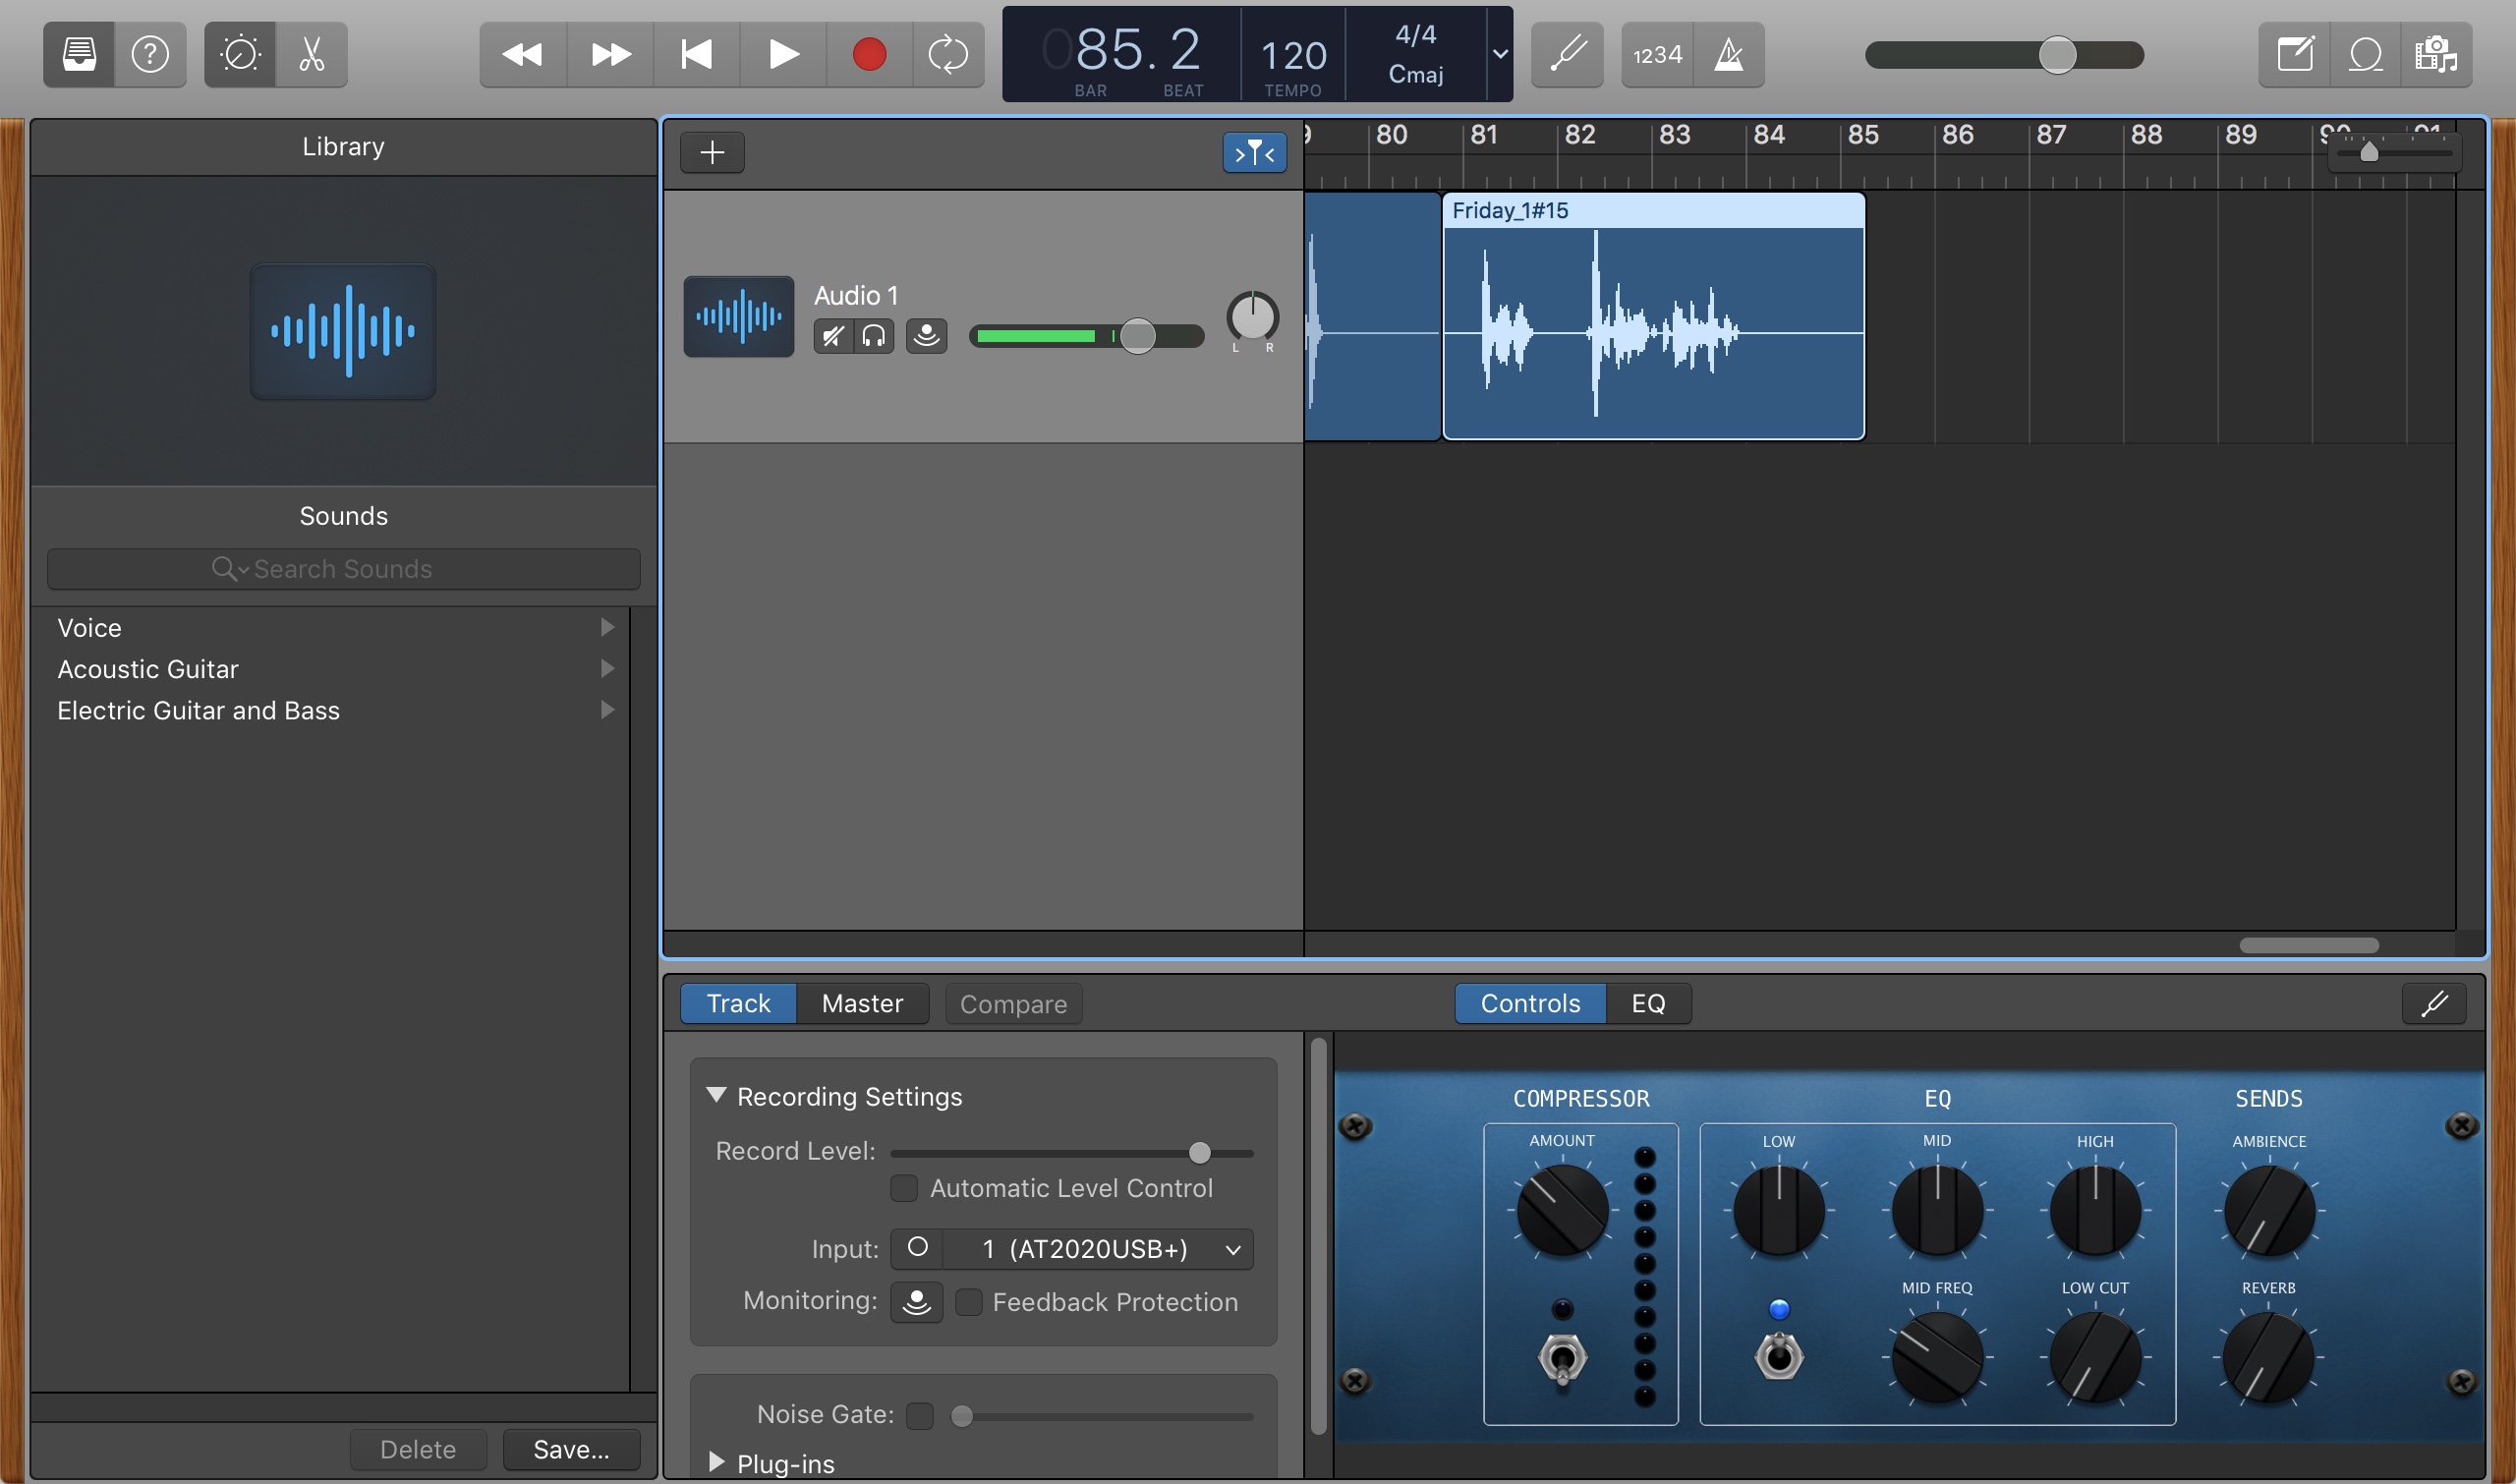 085. 2
BAR BEAT
120
TEMPO
4/4
Cmaj
1234
Library
80 81 82 83 84 85 86 87 88 89
Friday_1#15
Audio 1
L R
Sounds
Search Sounds
Voice
Acoustic Guitar
Electric Guitar and Bass
Delete
Save...
Track
Master
Compare
Controls
EQ
Recording Settings
Record Level:
Automatic Level Control
Input: 1 (AT2020USB+)
Monitoring: Feedback Protection
Noise Gate:
Plug-ins
COMPRESSOR EQ SENDS
AMOUNT LOW MID HIGH AMBIENCE
MID FREQ LOW CUT REVERB